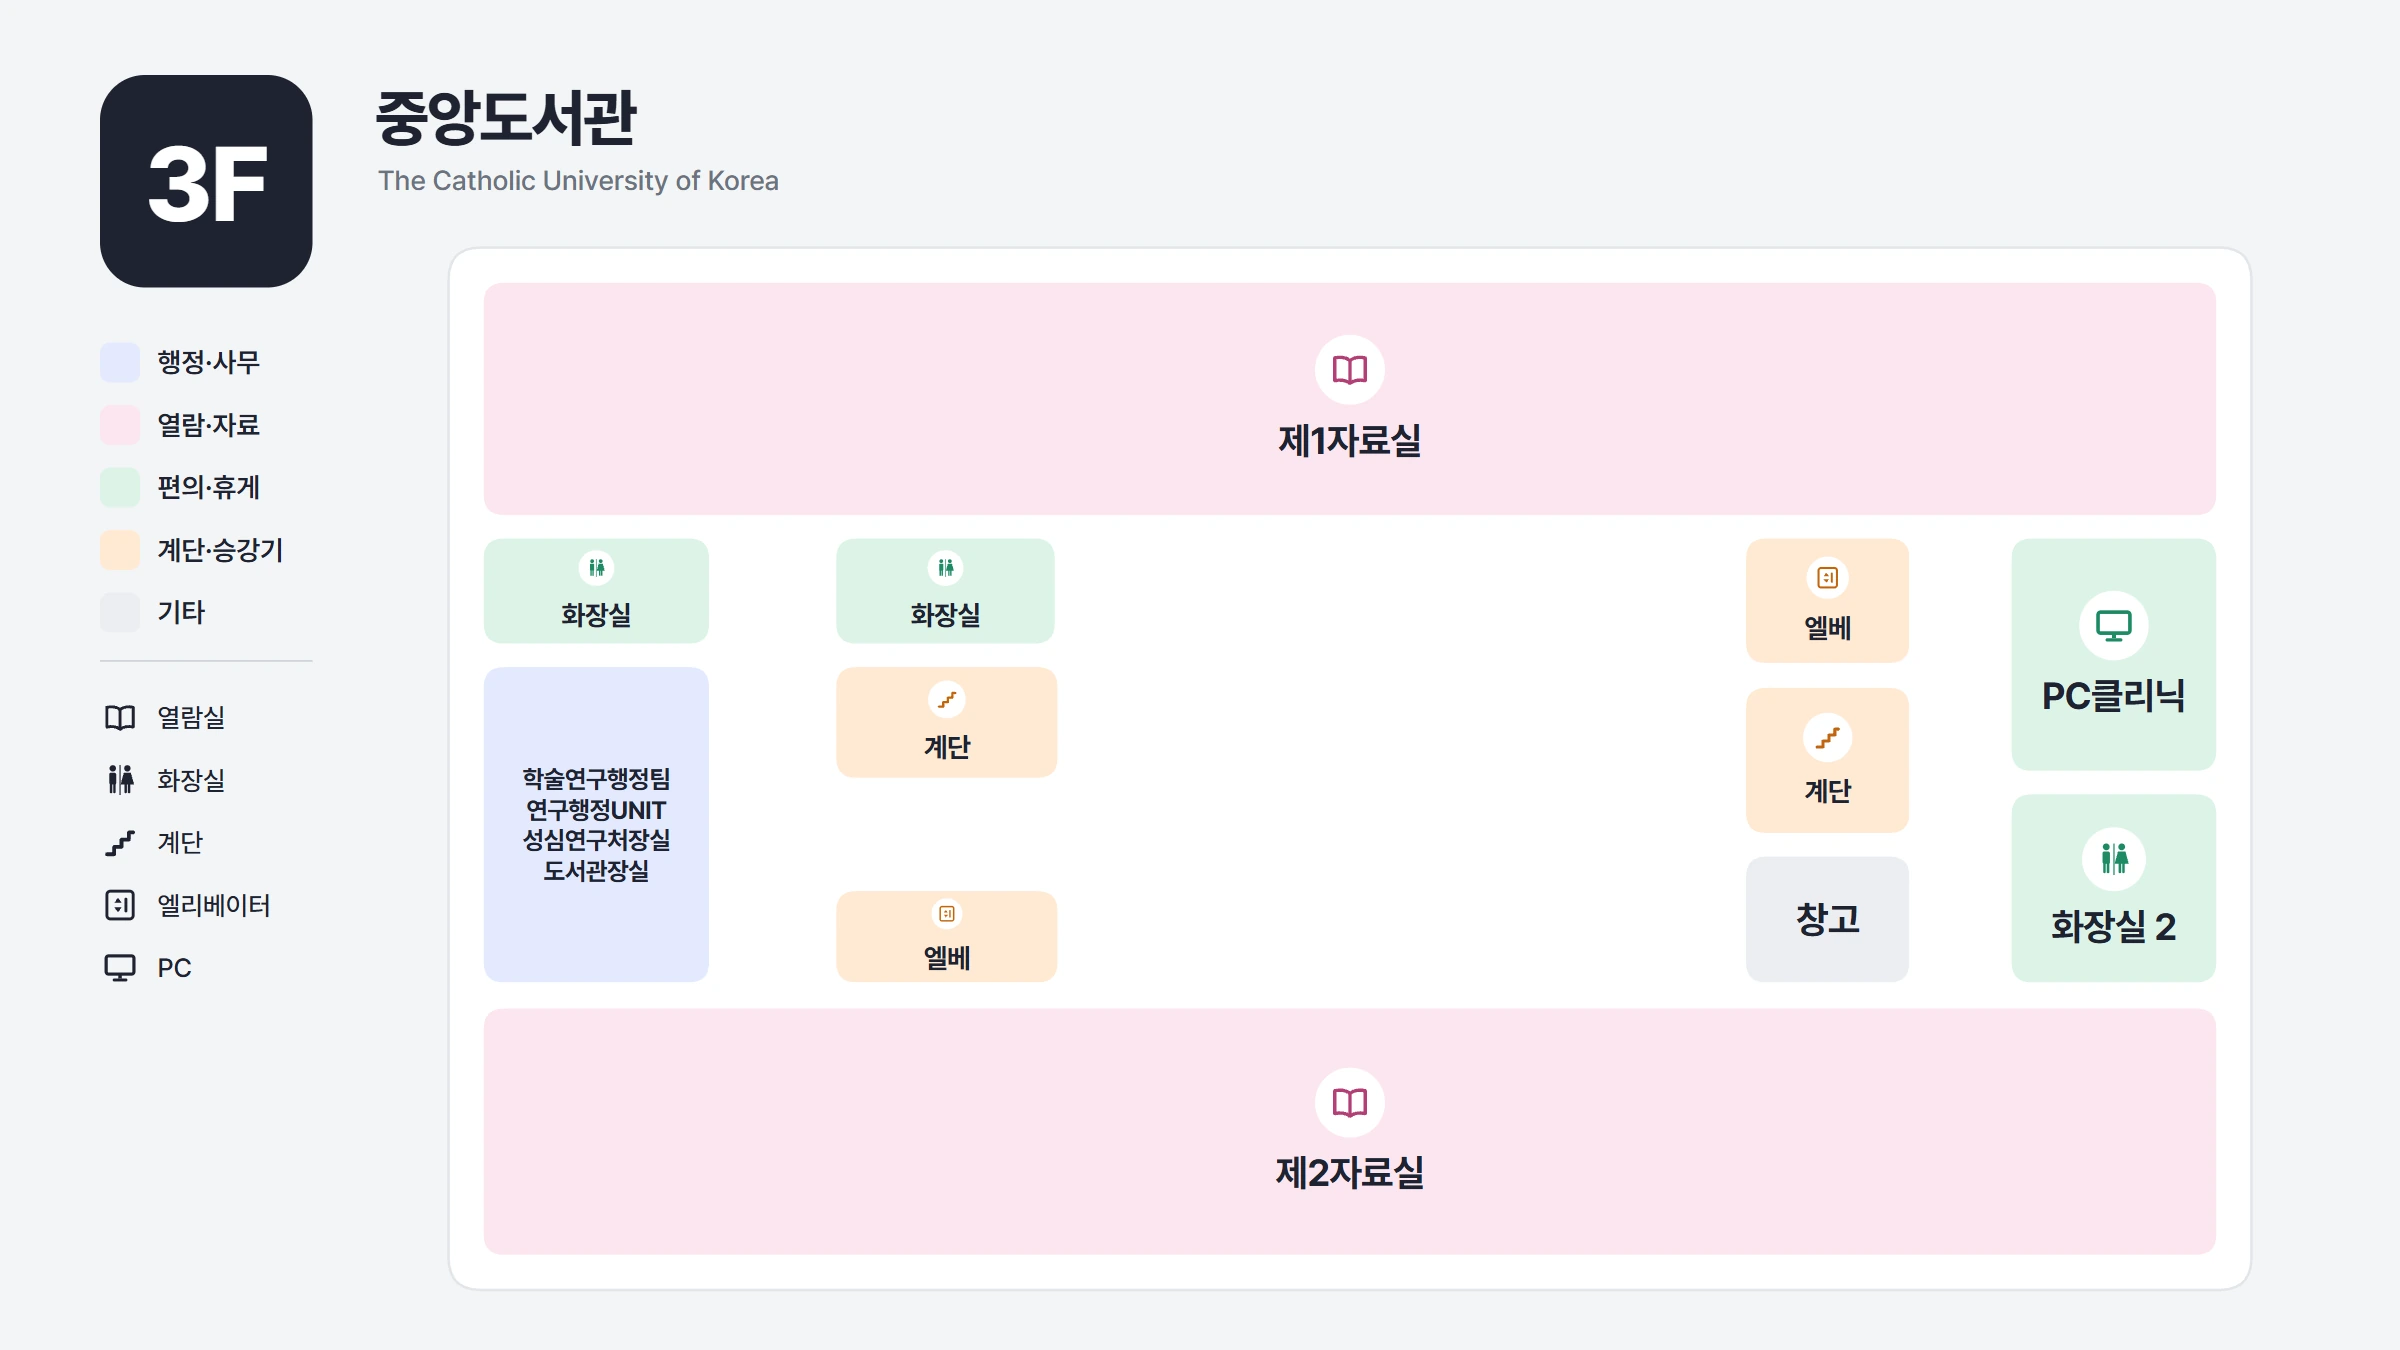 3F
중앙도서관
The Catholic University of Korea
행정·사무
열람·자료
편의·휴게
계단·승강기
기타
열람실
화장실
계단
엘리베이터
PC
제1자료실
화장실
화장실
엘베
PC클리닉
계단
계단
학술연구행정팀
연구행정UNIT
성심연구처장실
도서관장실
엘베
창고
화장실 2
제2자료실